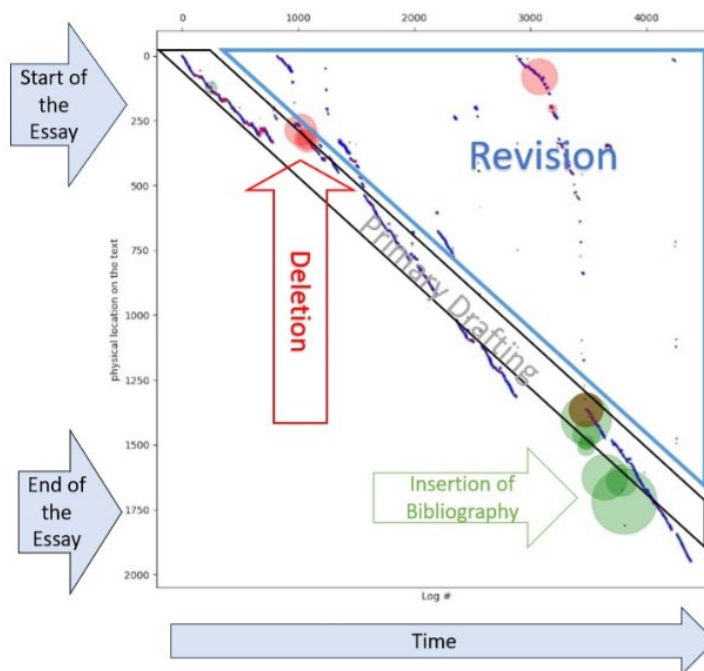 0
1000
2000
3000
4000
Start of
the
Essay
End of
the
Essay
physical location on the text
0
250
500
750
1000
1250
1500
1750
2000
Revision
Primary Drafting
Deletion
Insertion of
Bibliography
Log #
Time